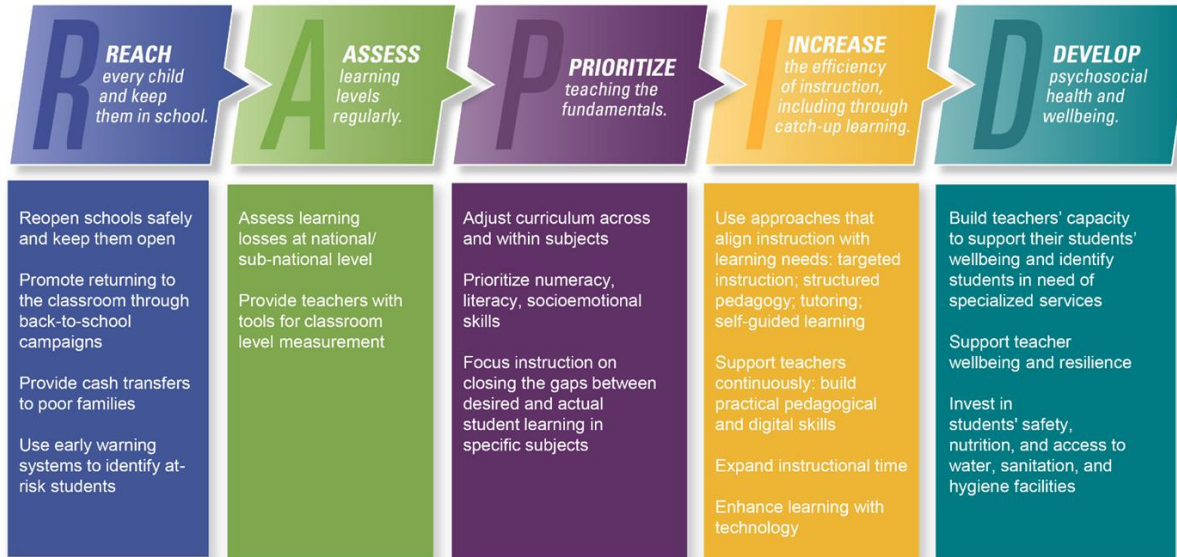 R
REACH
every child
and keep
them in school.
A
ASSESS
learning
levels
regularly.
P
PRIORITIZE
teaching the
fundamentals.
I
INCREASE
the efficiency
of instruction,
including through
catch-up learning.
D
DEVELOP
psychosocial
health and
wellbeing.
Reopen schools safely
and keep them open
Promote returning to
the classroom through
back-to-school
campaigns
Provide cash transfers
to poor families
Use early warning
systems to identify at-
risk students
Assess learning
losses at national/
sub-national level
Provide teachers with
tools for classroom
level measurement
Adjust curriculum across
and within subjects
Prioritize numeracy,
literacy, socioemotional
skills
Focus instruction on
closing the gaps between
desired and actual
student learning in
specific subjects
Use approaches that
align instruction with
learning needs: targeted
instruction; structured
pedagogy; tutoring;
self-guided learning
Support teachers
continuously: build
practical pedagogical
and digital skills
Expand instructional time
Enhance learning with
technology
Build teachers’ capacity
to support their students’
wellbeing and identify
students in need of
specialized services
Support teacher
wellbeing and resilience
Invest in
students' safety,
nutrition, and access to
water, sanitation, and
hygiene facilities